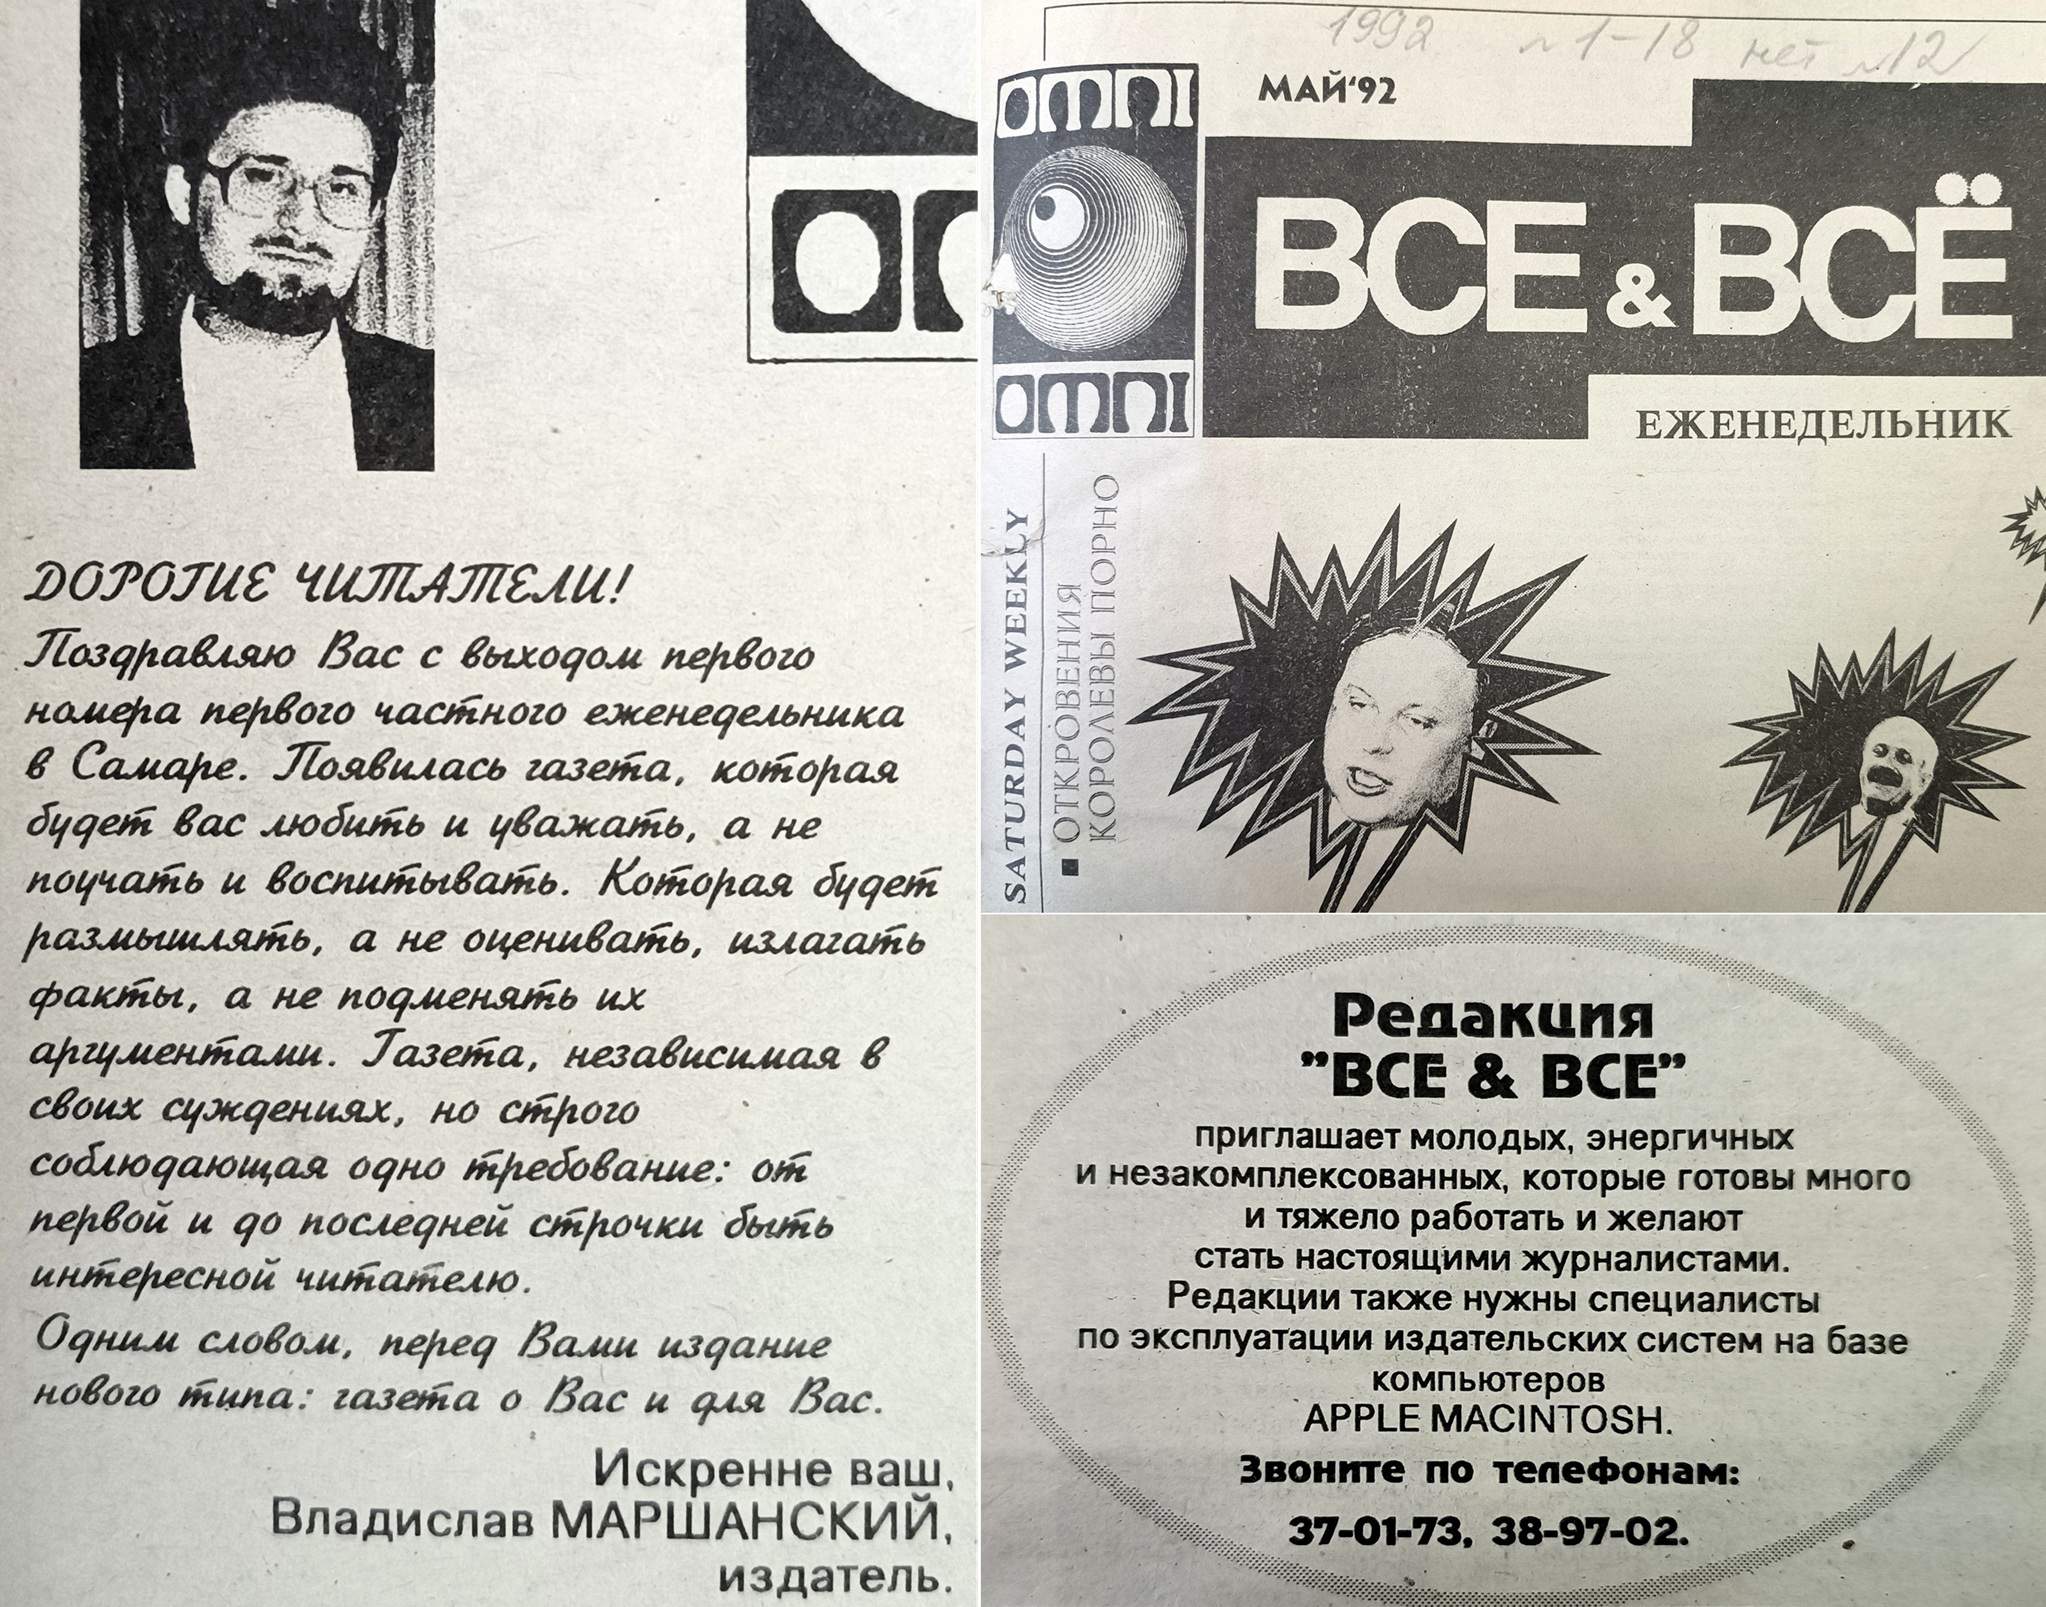 ДОРОГИЕ ЧИТАТЕЛИ!
Поздравляю Вас с выходом первого
номера первого частного еженедельника
в Самаре. Появилась газета, которая
будет вас любить и уважать, а не
поучать и воспитывать. Которая будет
размышлять, а не оценивать, излагать
факты, а не подменять их
аргументами. Газета, независимая в
своих суждениях, но строго
соблюдающая одно требование: от
первой и до последней строчки быть
интересной читателю.
Одним словом, перед Вами издание
нового типа: газета о Вас и для Вас.
Искренне ваш,
Владислав МАРШАНСКИЙ,
издатель.
1992 №1-18 нет №12
МАЙ'92
OMNI
ВСЕ & ВСЁ
OMNI
ЕЖЕНЕДЕЛЬНИК
SATURDAY WEEKLY
■ ОТКРОВЕНИЯ
КОРОЛЕВЫ ПОРНО
Редакция
"ВСЕ & ВСЕ"
приглашает молодых, энергичных
и незакомплексованных, которые готовы много
и тяжело работать и желают
стать настоящими журналистами.
Редакции также нужны специалисты
по эксплуатации издательских систем на базе
компьютеров
APPLE MACINTOSH.
Звоните по телефонам:
37-01-73, 38-97-02.